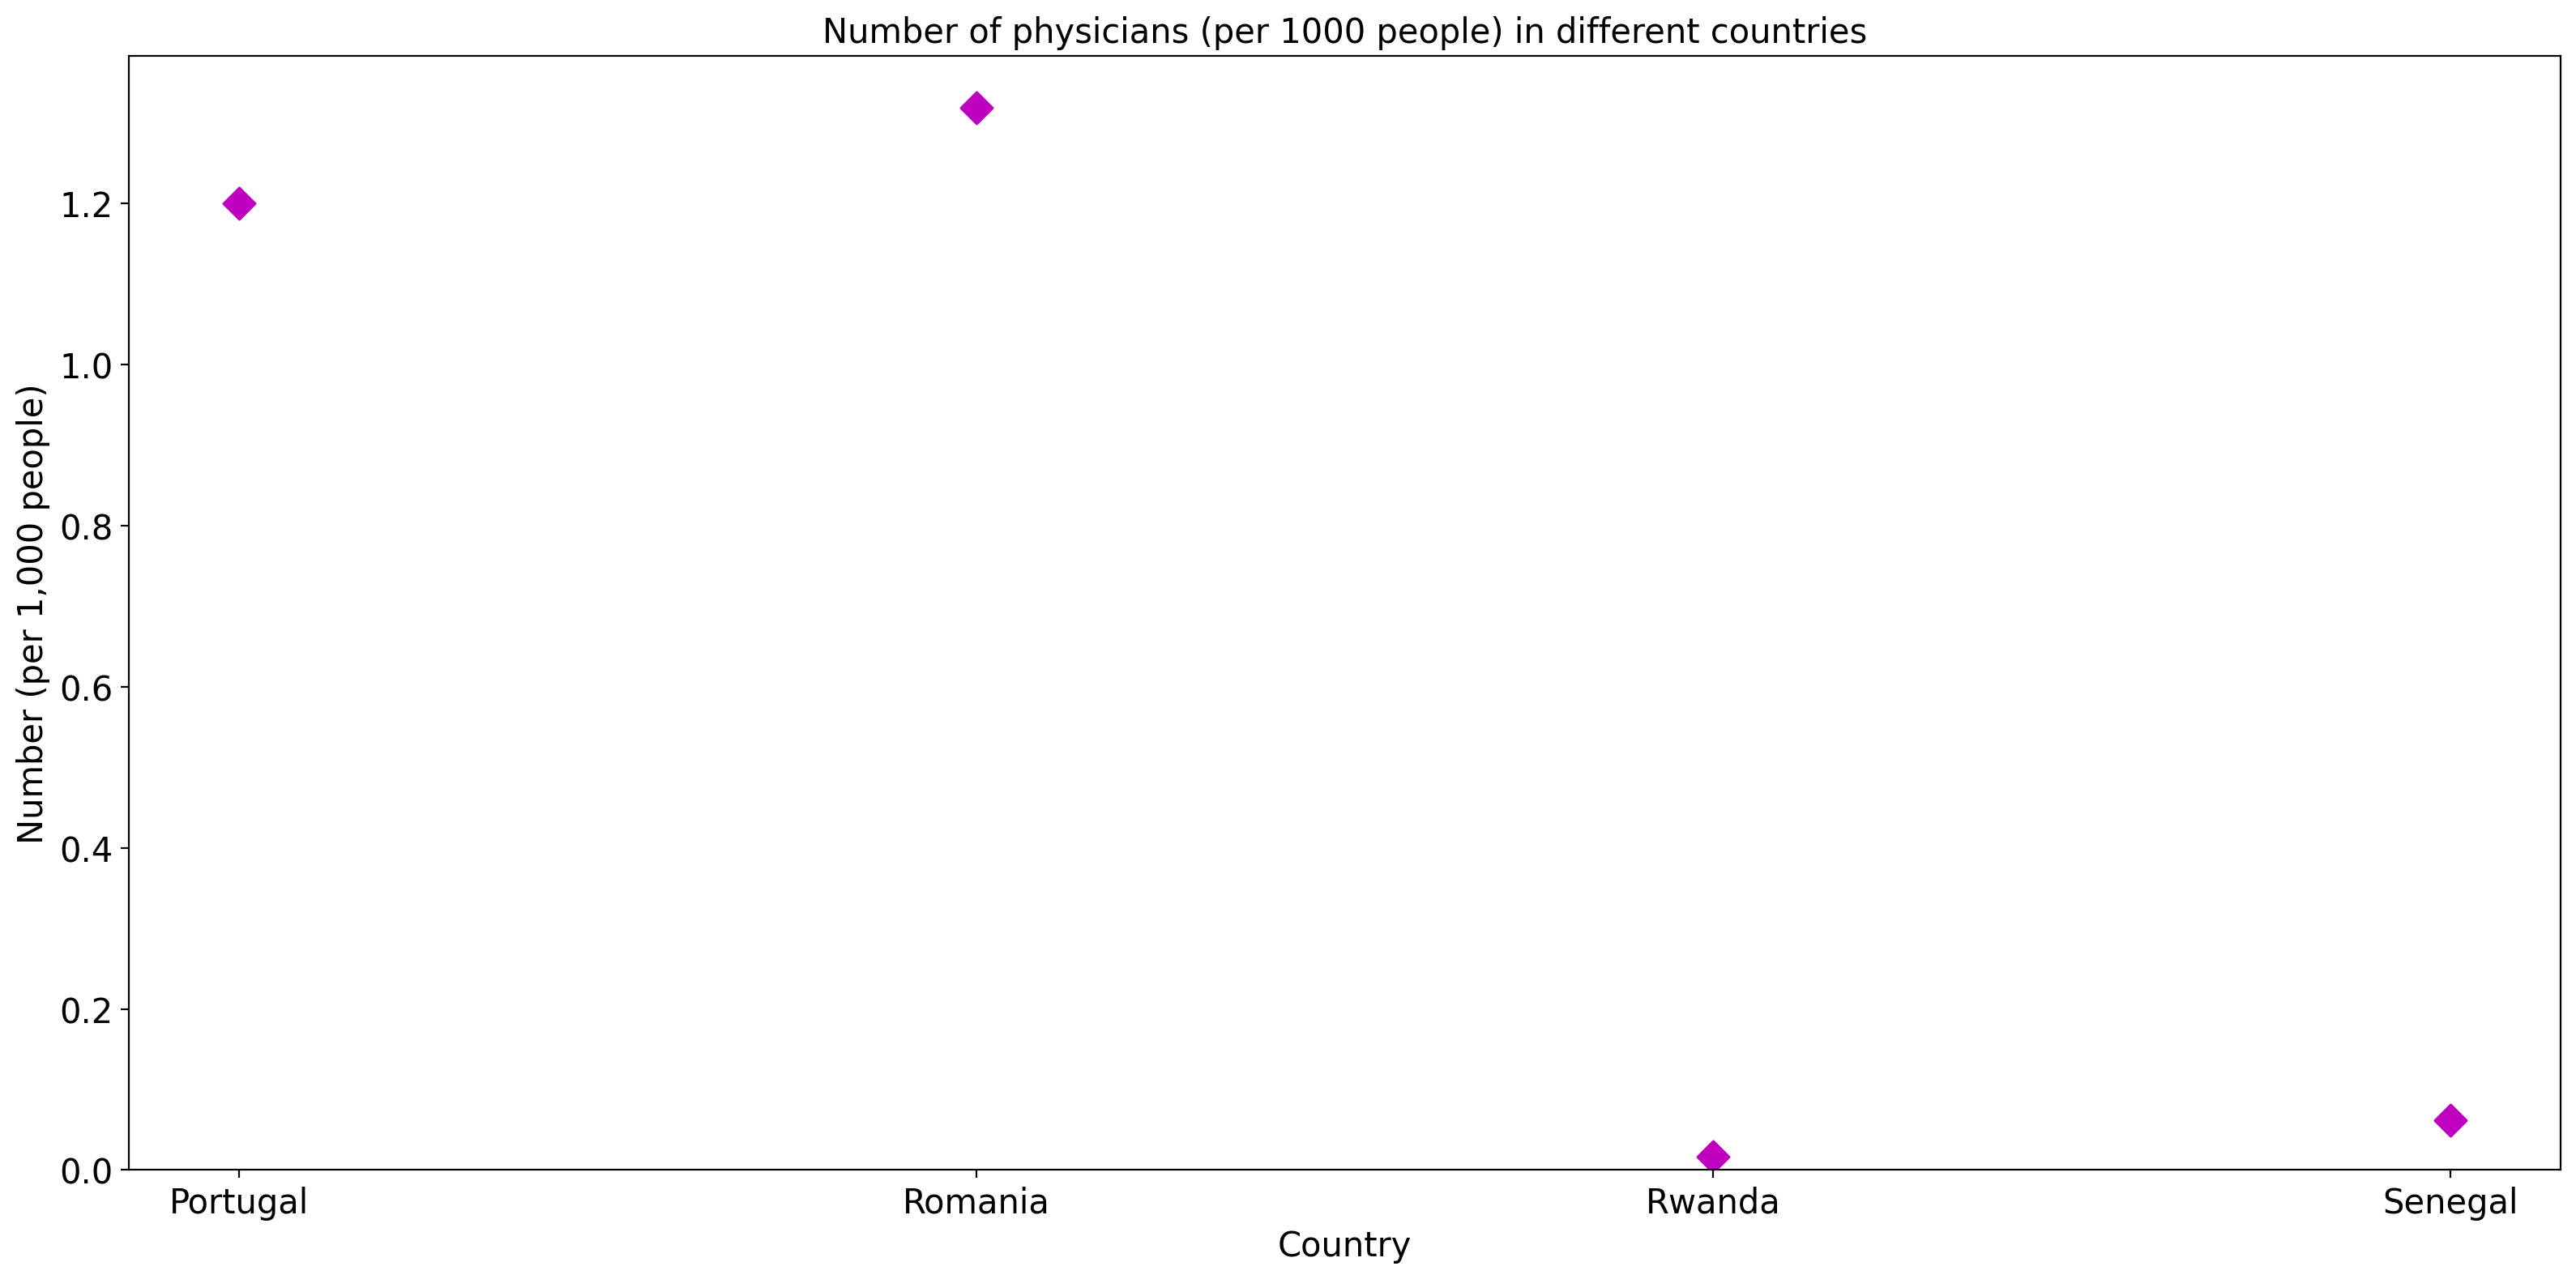 Number of physicians (per 1000 people) in different countries
Number (per 1,000 people)
1.2
1.0
0.8
0.6
0.4
0.2
0.0
Portugal Romania Rwanda Senegal
Country